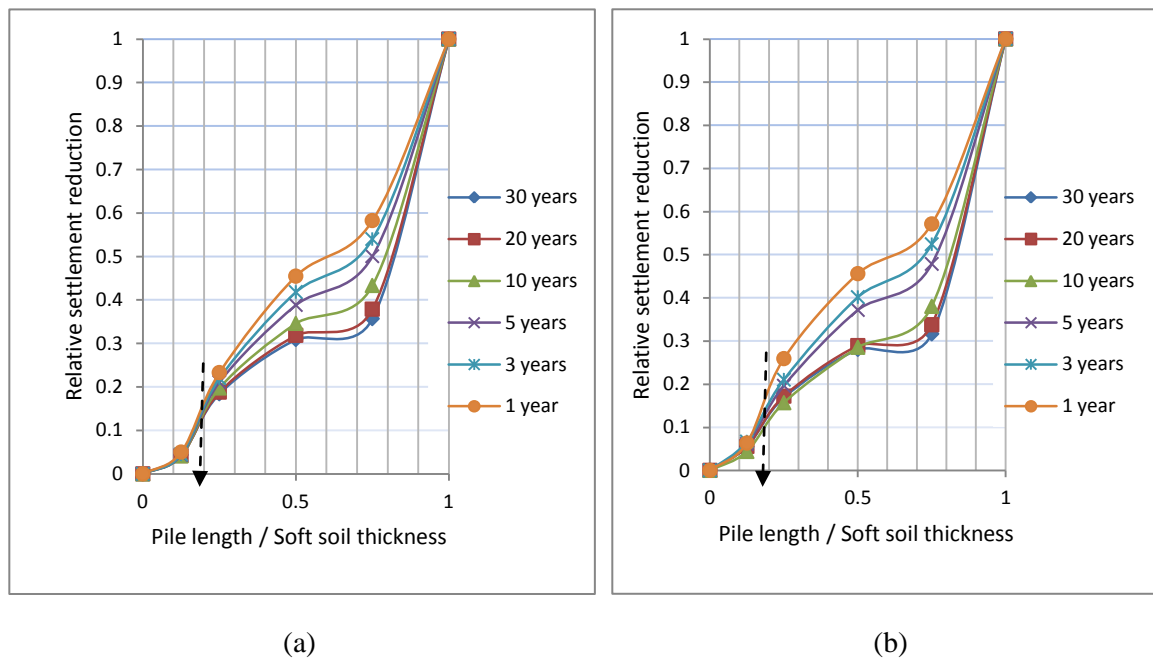 Relative settlement reduction
1
0.9
0.8
0.7
0.6
0.5
0.4
0.3
0.2
0.1
0
0
0.5
1
Pile length / Soft soil thickness
30 years
20 years
10 years
5 years
3 years
1 year
(a)
Relative settlement reduction
1
0.9
0.8
0.7
0.6
0.5
0.4
0.3
0.2
0.1
0
0
0.5
1
Pile length / Soft soil thickness
30 years
20 years
10 years
5 years
3 years
1 year
(b)